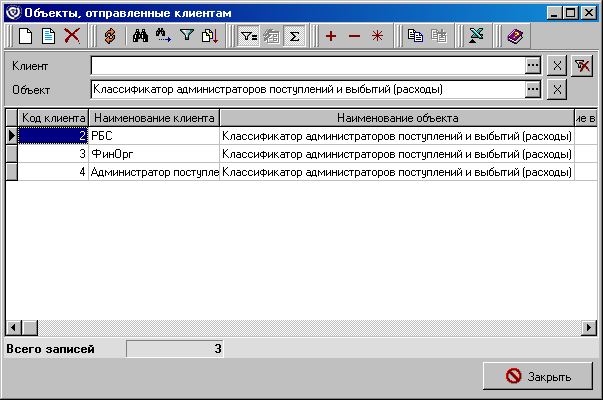 Объекты, отправленные клиентам
Клиент
Объект Классификатор администраторов поступлений и выбытий (расходы)
Код клиента Наименование клиента Наименование объекта ие в
2 РБС Классификатор администраторов поступлений и выбытий (расходы)
3 ФинОрг Классификатор администраторов поступлений и выбытий (расходы)
4 Администратор поступле Классификатор администраторов поступлений и выбытий (расходы)
Всего записей 3
Закрыть